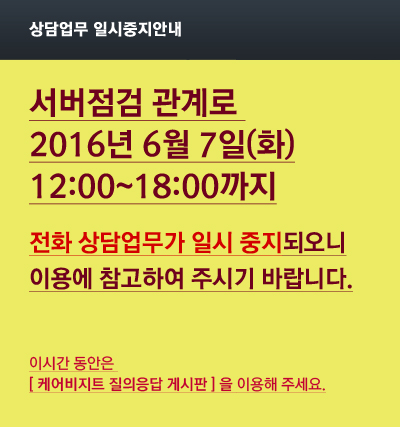 상담업무 일시중지안내
서버점검 관계로
2016년 6월 7일(화)
12:00~18:00까지
전화 상담업무가 일시 중지되오니
이용에 참고하여 주시기 바랍니다.
이시간 동안은
[ 케어비지트 질의응답 게시판 ] 을 이용해 주세요.